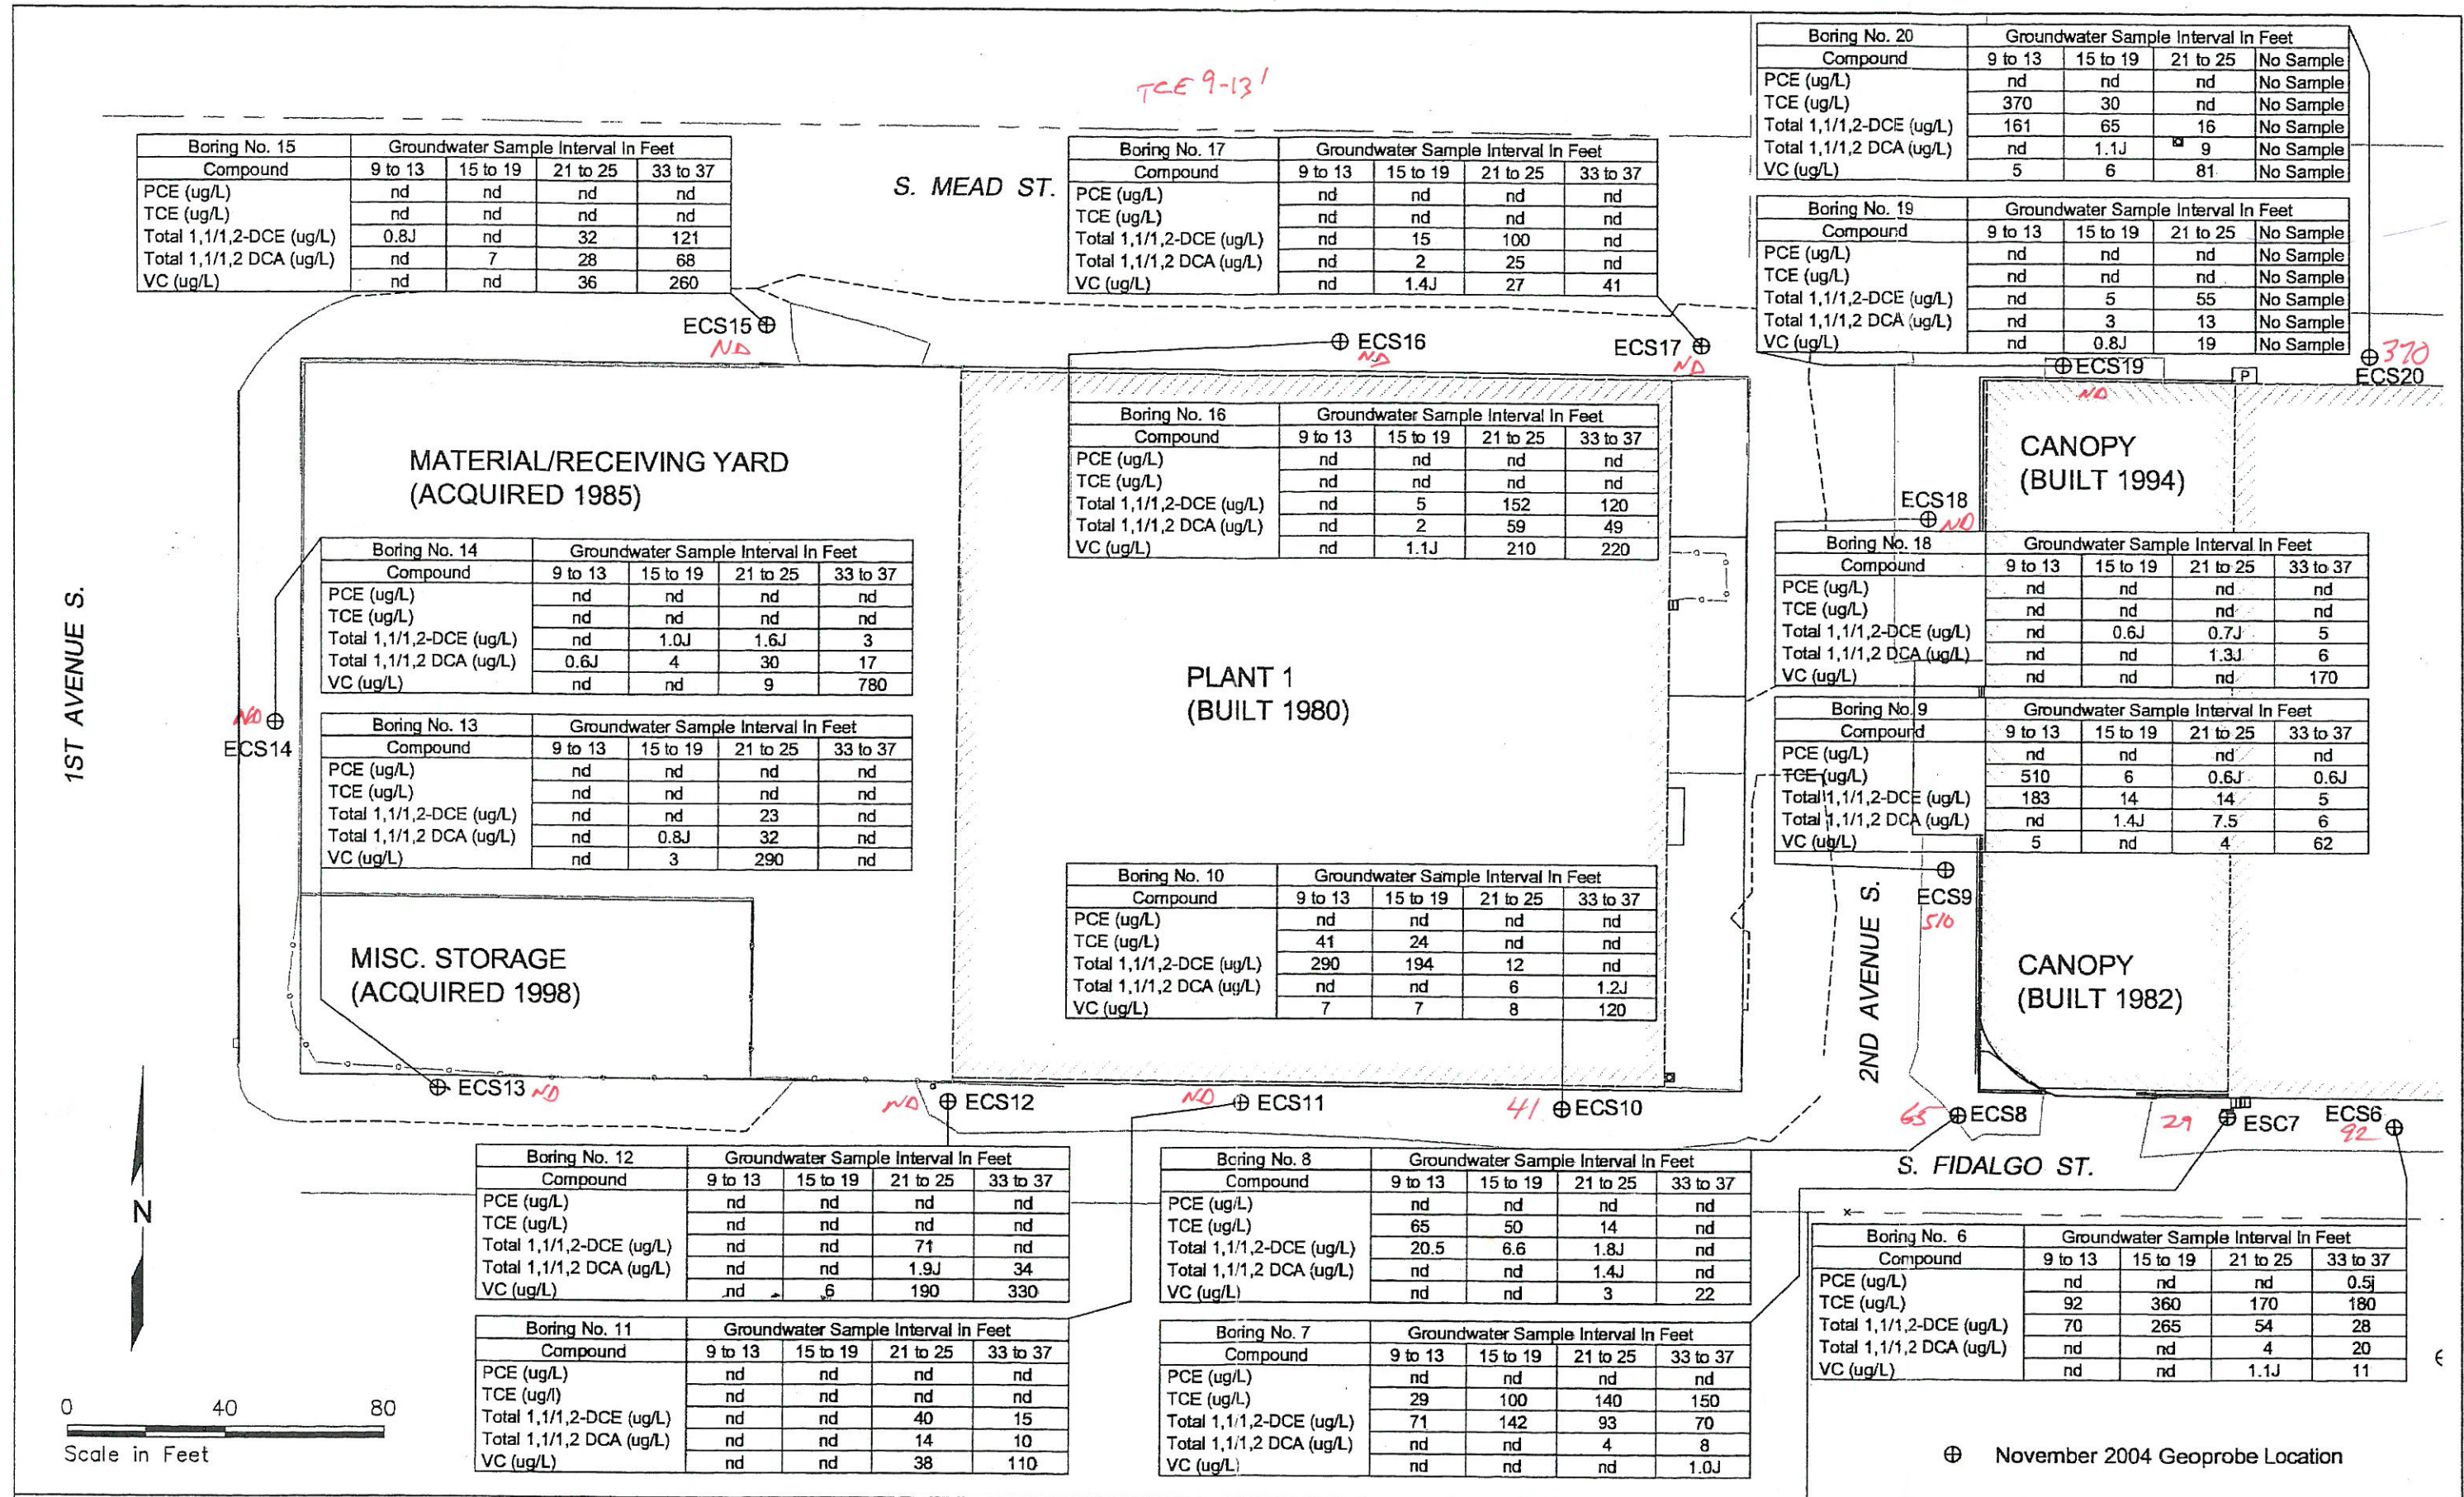 TCE 9-13'
Boring No. 20 Groundwater Sample Interval In Feet
Compound 9 to 13 15 to 19 21 to 25 No Sample
PCE (ug/L) nd nd nd No Sample
TCE (ug/L) 370 30 nd No Sample
Total 1,1/1,2-DCE (ug/L) 161 65 16 No Sample
Total 1,1/1,2 DCA (ug/L) nd 1.1J 9 No Sample
VC (ug/L) 5 6 81 No Sample
Boring No. 15 Groundwater Sample Interval In Feet
Compound 9 to 13 15 to 19 21 to 25 33 to 37
PCE (ug/L) nd nd nd nd
TCE (ug/L) nd nd nd nd
Total 1,1/1,2-DCE (ug/L) 0.8J nd 32 121
Total 1,1/1,2 DCA (ug/L) nd 7 28 68
VC (ug/L) nd nd 36 260
S. MEAD ST.
Boring No. 17 Groundwater Sample Interval In Feet
Compound 9 to 13 15 to 19 21 to 25 33 to 37
PCE (ug/L) nd nd nd nd
TCE (ug/L) nd nd nd nd
Total 1,1/1,2-DCE (ug/L) nd 15 100 nd
Total 1,1/1,2 DCA (ug/L) nd 2 25 nd
VC (ug/L) nd 1.4J 27 41
Boring No. 19 Groundwater Sample Interval In Feet
Compound 9 to 13 15 to 19 21 to 25 No Sample
PCE (ug/L) nd nd nd No Sample
TCE (ug/L) nd nd nd No Sample
Total 1,1/1,2-DCE (ug/L) nd 5 55 No Sample
Total 1,1/1,2 DCA (ug/L) nd 3 13 No Sample
VC (ug/L) nd 0.8J 19 No Sample
ECS15
ND
ECS16
ND
ECS17
ND
ECS19
ND
P
370
ECS20
MATERIAL/RECEIVING YARD
(ACQUIRED 1985)
Boring No. 16 Groundwater Sample Interval In Feet
Compound 9 to 13 15 to 19 21 to 25 33 to 37
PCE (ug/L) nd nd nd nd
TCE (ug/L) nd nd nd nd
Total 1,1/1,2-DCE (ug/L) nd 5 152 120
Total 1,1/1,2 DCA (ug/L) nd 2 59 49
VC (ug/L) nd 1.1J 210 220
CANOPY
(BUILT 1994)
ECS18
ND
Boring No. 14 Groundwater Sample Interval In Feet
Compound 9 to 13 15 to 19 21 to 25 33 to 37
PCE (ug/L) nd nd nd nd
TCE (ug/L) nd nd nd nd
Total 1,1/1,2-DCE (ug/L) nd 1.0J 1.6J 3
Total 1,1/1,2 DCA (ug/L) 0.6J 4 30 17
VC (ug/L) nd nd 9 780
Boring No. 18 Groundwater Sample Interval In Feet
Compound 9 to 13 15 to 19 21 to 25 33 to 37
PCE (ug/L) nd nd nd nd
TCE (ug/L) nd nd nd nd
Total 1,1/1,2-DCE (ug/L) nd 0.6J 0.7J 5
Total 1,1/1,2 DCA (ug/L) nd nd 1.3J 6
VC (ug/L) nd nd nd 170
1ST AVENUE S.
ND
ECS14
PLANT 1
(BUILT 1980)
Boring No. 13 Groundwater Sample Interval In Feet
Compound 9 to 13 15 to 19 21 to 25 33 to 37
PCE (ug/L) nd nd nd nd
TCE (ug/L) nd nd nd nd
Total 1,1/1,2-DCE (ug/L) nd nd 23 nd
Total 1,1/1,2 DCA (ug/L) nd 0.8J 32 nd
VC (ug/L) nd 3 290 nd
Boring No. 9 Groundwater Sample Interval In Feet
Compound 9 to 13 15 to 19 21 to 25 33 to 37
PCE (ug/L) nd nd nd nd
TCE (ug/L) 510 6 0.6J 0.6J
Total 1,1/1,2-DCE (ug/L) 183 14 14 5
Total 1,1/1,2 DCA (ug/L) nd 1.4J 7.5 6
VC (ug/L) 5 nd 4 62
ECS9
510
2ND AVENUE S.
Boring No. 10 Groundwater Sample Interval In Feet
Compound 9 to 13 15 to 19 21 to 25 33 to 37
PCE (ug/L) nd nd nd nd
TCE (ug/L) 41 24 nd nd
Total 1,1/1,2-DCE (ug/L) 290 194 12 nd
Total 1,1/1,2 DCA (ug/L) nd nd 6 1.2J
VC (ug/L) 7 7 8 120
MISC. STORAGE
(ACQUIRED 1998)
CANOPY
(BUILT 1982)
ECS13 ND
ND ECS12
ND ECS11
41 ECS10
65 ECS8
29 ESC7
ECS6
92
S. FIDALGO ST.
N
Boring No. 12 Groundwater Sample Interval In Feet
Compound 9 to 13 15 to 19 21 to 25 33 to 37
PCE (ug/L) nd nd nd nd
TCE (ug/L) nd nd nd nd
Total 1,1/1,2-DCE (ug/L) nd nd 71 nd
Total 1,1/1,2 DCA (ug/L) nd nd 1.9J 34
VC (ug/L) nd 6 190 330
Boring No. 8 Groundwater Sample Interval In Feet
Compound 9 to 13 15 to 19 21 to 25 33 to 37
PCE (ug/L) nd nd nd nd
TCE (ug/L) 65 50 14 nd
Total 1,1/1,2-DCE (ug/L) 20.5 6.6 1.8J nd
Total 1,1/1,2 DCA (ug/L) nd nd 1.4J nd
VC (ug/L) nd nd 3 22
Boring No. 6 Groundwater Sample Interval In Feet
Compound 9 to 13 15 to 19 21 to 25 33 to 37
PCE (ug/L) nd nd nd 0.5j
TCE (ug/L) 92 360 170 180
Total 1,1/1,2-DCE (ug/L) 70 265 54 28
Total 1,1/1,2 DCA (ug/L) nd nd 4 20
VC (ug/L) nd nd 1.1J 11
Boring No. 11 Groundwater Sample Interval In Feet
Compound 9 to 13 15 to 19 21 to 25 33 to 37
PCE (ug/L) nd nd nd nd
TCE (ug/l) nd nd nd nd
Total 1,1/1,2-DCE (ug/L) nd nd 40 15
Total 1,1/1,2 DCA (ug/L) nd nd 14 10
VC (ug/L) nd nd 38 110
Boring No. 7 Groundwater Sample Interval In Feet
Compound 9 to 13 15 to 19 21 to 25 33 to 37
PCE (ug/L) nd nd nd nd
TCE (ug/L) 29 100 140 150
Total 1,1/1,2-DCE (ug/L) 71 142 93 70
Total 1,1/1,2 DCA (ug/L) nd nd 4 8
VC (ug/L) nd nd nd 1.0J
0 40 80
Scale in Feet
November 2004 Geoprobe Location